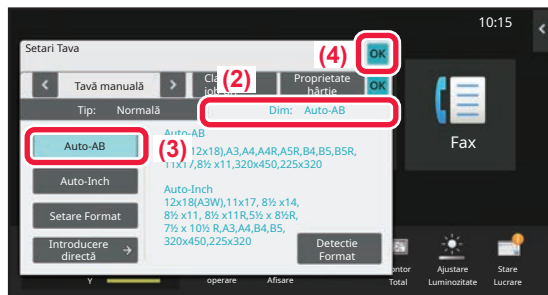 10:15
Setari Tava
(4)
OK
Tavă manuală
(2)
Proprietate
hârtie
OK
Tip: Normală
Dim: Auto-AB
Auto-AB
(3)
Auto-AB
12x18),A3,A4,A4R,A5R,B4,B5,B5R,
11x17,8½ x11,320x450,225x320
Fax
Auto-Inch
Auto-Inch
12x18(A3W),11x17, 8½ x14,
8½ x11, 8½ x11R,5½ x 8½R,
7½ x 10½ R,A3,A4,B4,B5,
320x450,225x320
Setare Format
Introducere
directă
Detectie
Format
Total
Ajustare
Luminozitate
Stare
Lucrare
Y
operare
Afisare